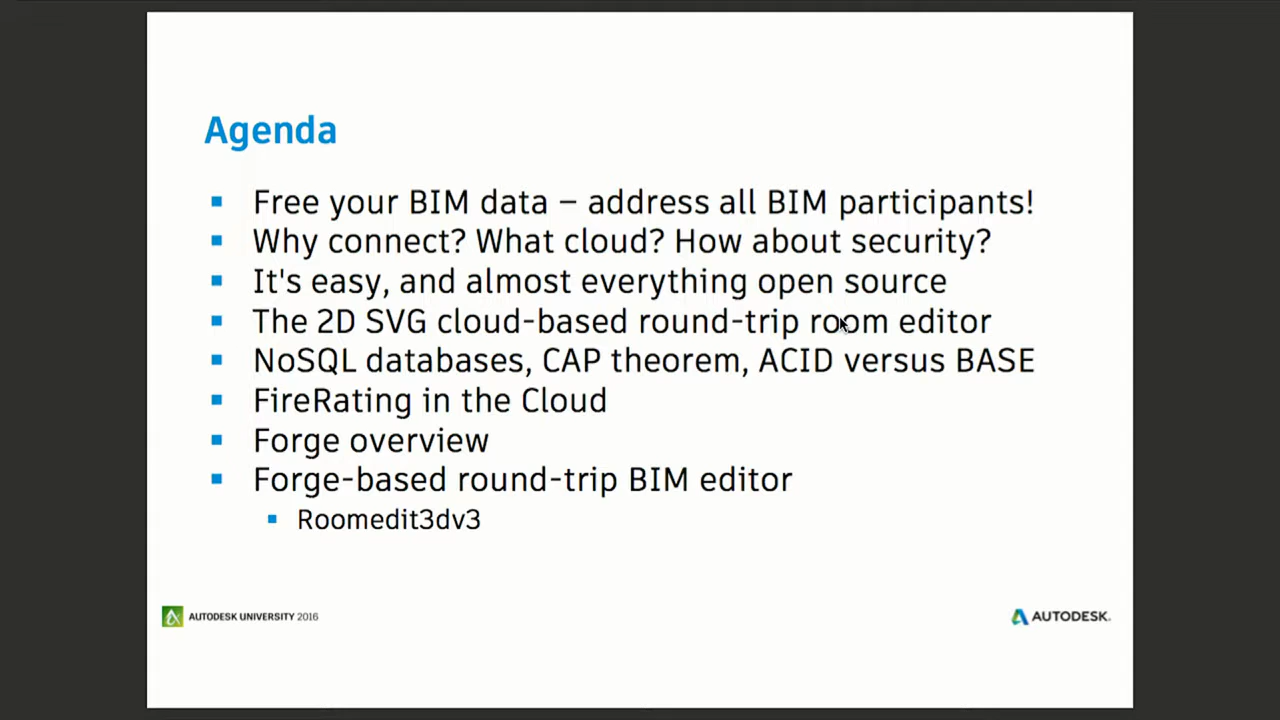 Agenda
Free your BIM data – address all BIM participants!
Why connect? What cloud? How about security?
It's easy, and almost everything open source
The 2D SVG cloud-based round-trip room editor
NoSQL databases, CAP theorem, ACID versus BASE
FireRating in the Cloud
Forge overview
Forge-based round-trip BIM editor
Roomedit3dv3
AUTODESK UNIVERSITY 2016
AUTODESK.